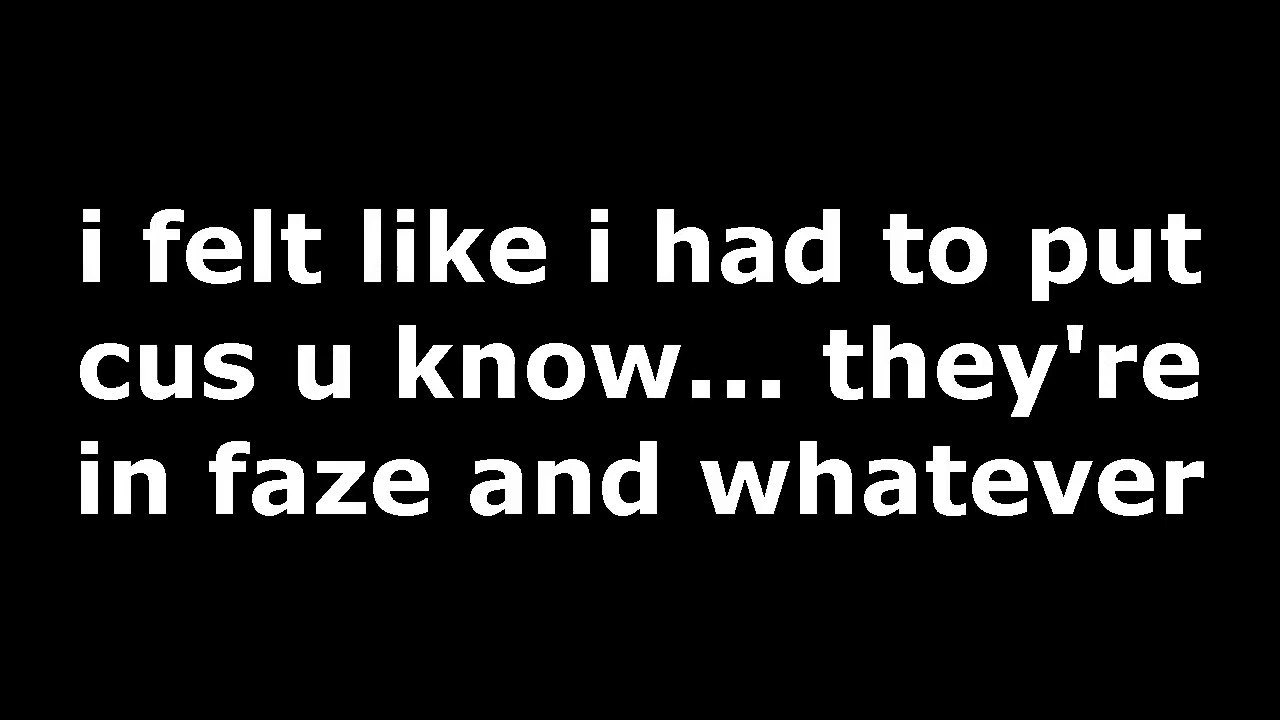 i felt like i had to put
cus u know... they're
in faze and whatever